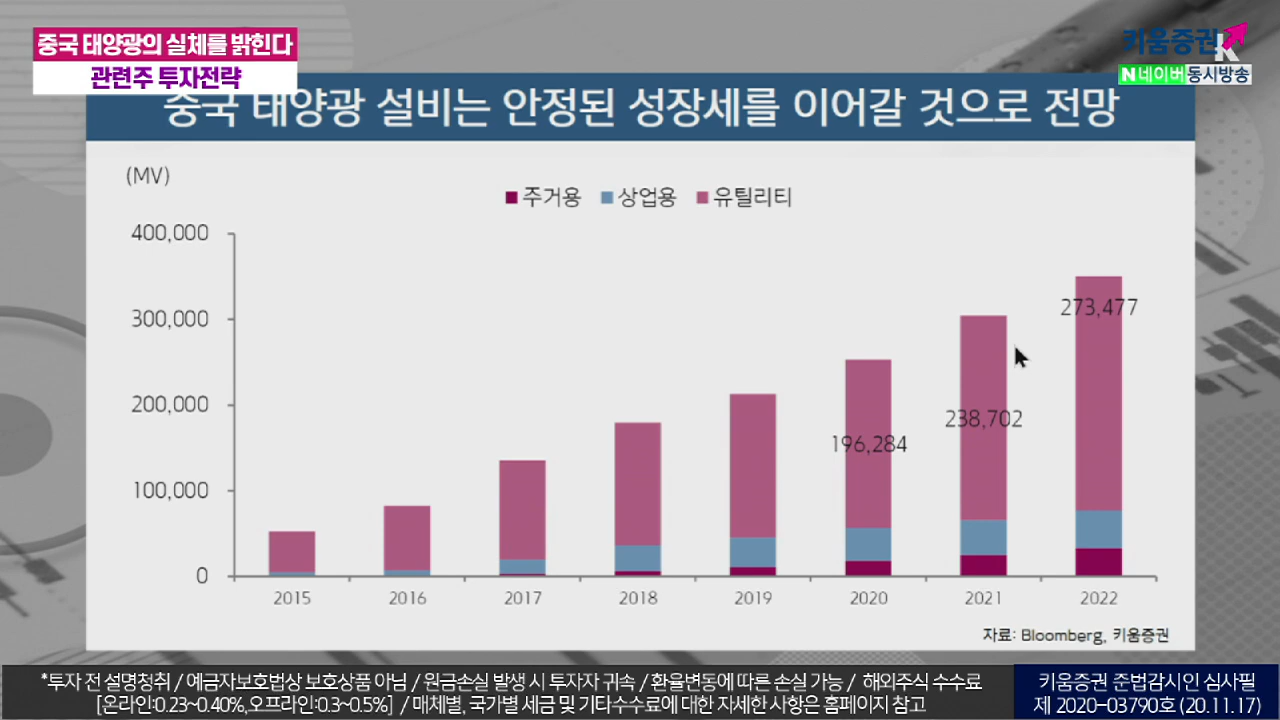 중국 태양광의 실체를 밝힌다
관련주 투자전략
키움증권
N 네이버 동시방송
중국 태양광 설비는 안정된 성장세를 이어갈 것으로 전망
(MV)
주거용 상업용 유틸리티
400,000
300,000
200,000
100,000
0
273,477
238,702
196,284
2015 2016 2017 2018 2019 2020 2021 2022
자료: Bloomberg, 키움증권
*투자 전 설명청취 / 예금자보호법상 보호상품 아님 / 원금손실 발생 시 투자자 귀속 / 환율변동에 따른 손실 가능 / 해외주식 수수료
[온라인:0.23~0.40%,오프라인:0.3~0.5%] / 매체별, 국가별 세금 및 기타수수료에 대한 자세한 사항은 홈페이지 참고
키움증권 준법감시인 심사필
제 2020-03790호 (20.11.17)